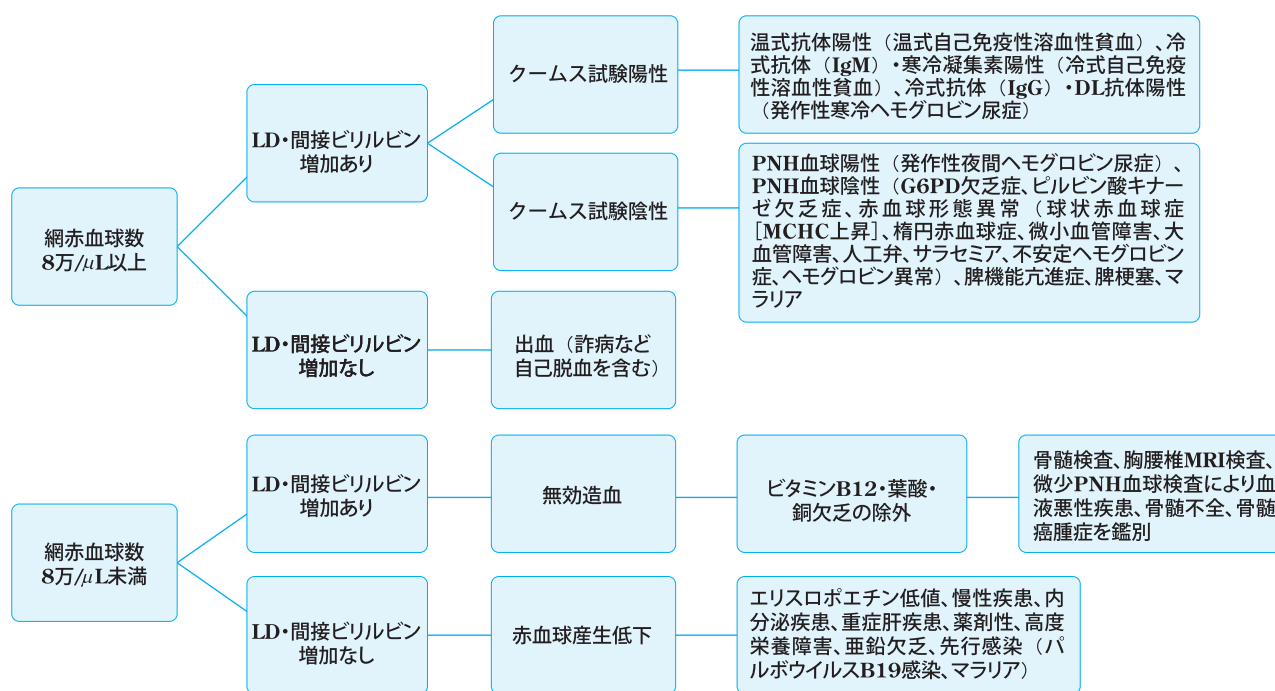 網赤血球数
8万/μL以上
LD・間接ビリルビン
増加あり
クームス試験陽性
温式抗体陽性（温式自己免疫性溶血性貧血）、冷
式抗体（IgM）・寒冷凝集素陽性（冷式自己免疫
性溶血性貧血）、冷式抗体（IgG）・DL抗体陽性
（発作性寒冷ヘモグロビン尿症）
クームス試験陰性
PNH血球陽性（発作性夜間ヘモグロビン尿症）、
PNH血球陰性（G6PD欠乏症、ピルビン酸キナー
ゼ欠乏症、赤血球形態異常（球状赤血球症
［MCHC上昇］、楕円赤血球症、微小血管障害、大
血管障害、人工弁、サラセミア、不安定ヘモグロビン
症、ヘモグロビン異常）、脾機能亢進症、脾梗塞、マ
ラリア
LD・間接ビリルビン
増加なし
出血（詐病など
自己脱血を含む）
網赤血球数
8万/μL未満
LD・間接ビリルビン
増加あり
無効造血
ビタミンB12・葉酸・
銅欠乏の除外
骨髄検査、胸腰椎MRI検査、
微少PNH血球検査により血
液悪性疾患、骨髄不全、骨髄
癌腫症を鑑別
LD・間接ビリルビン
増加なし
赤血球産生低下
エリスロポエチン低値、慢性疾患、内
分泌疾患、重症肝疾患、薬剤性、高度
栄養障害、亜鉛欠乏、先行感染（パ
ルボウイルスB19感染、マラリア）